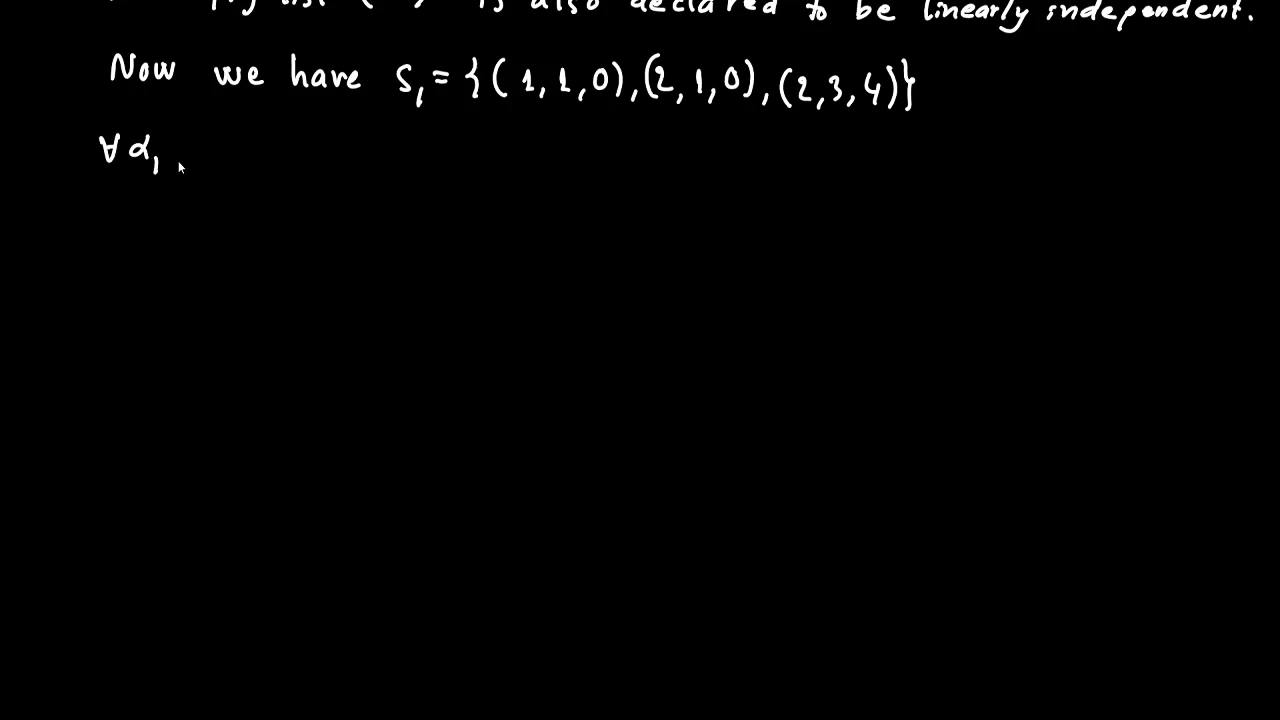 is also declared to be linearly independent.
Now we have S₁ = {(1,1,0),(2,1,0),(2,3,4)}
∀ α₁